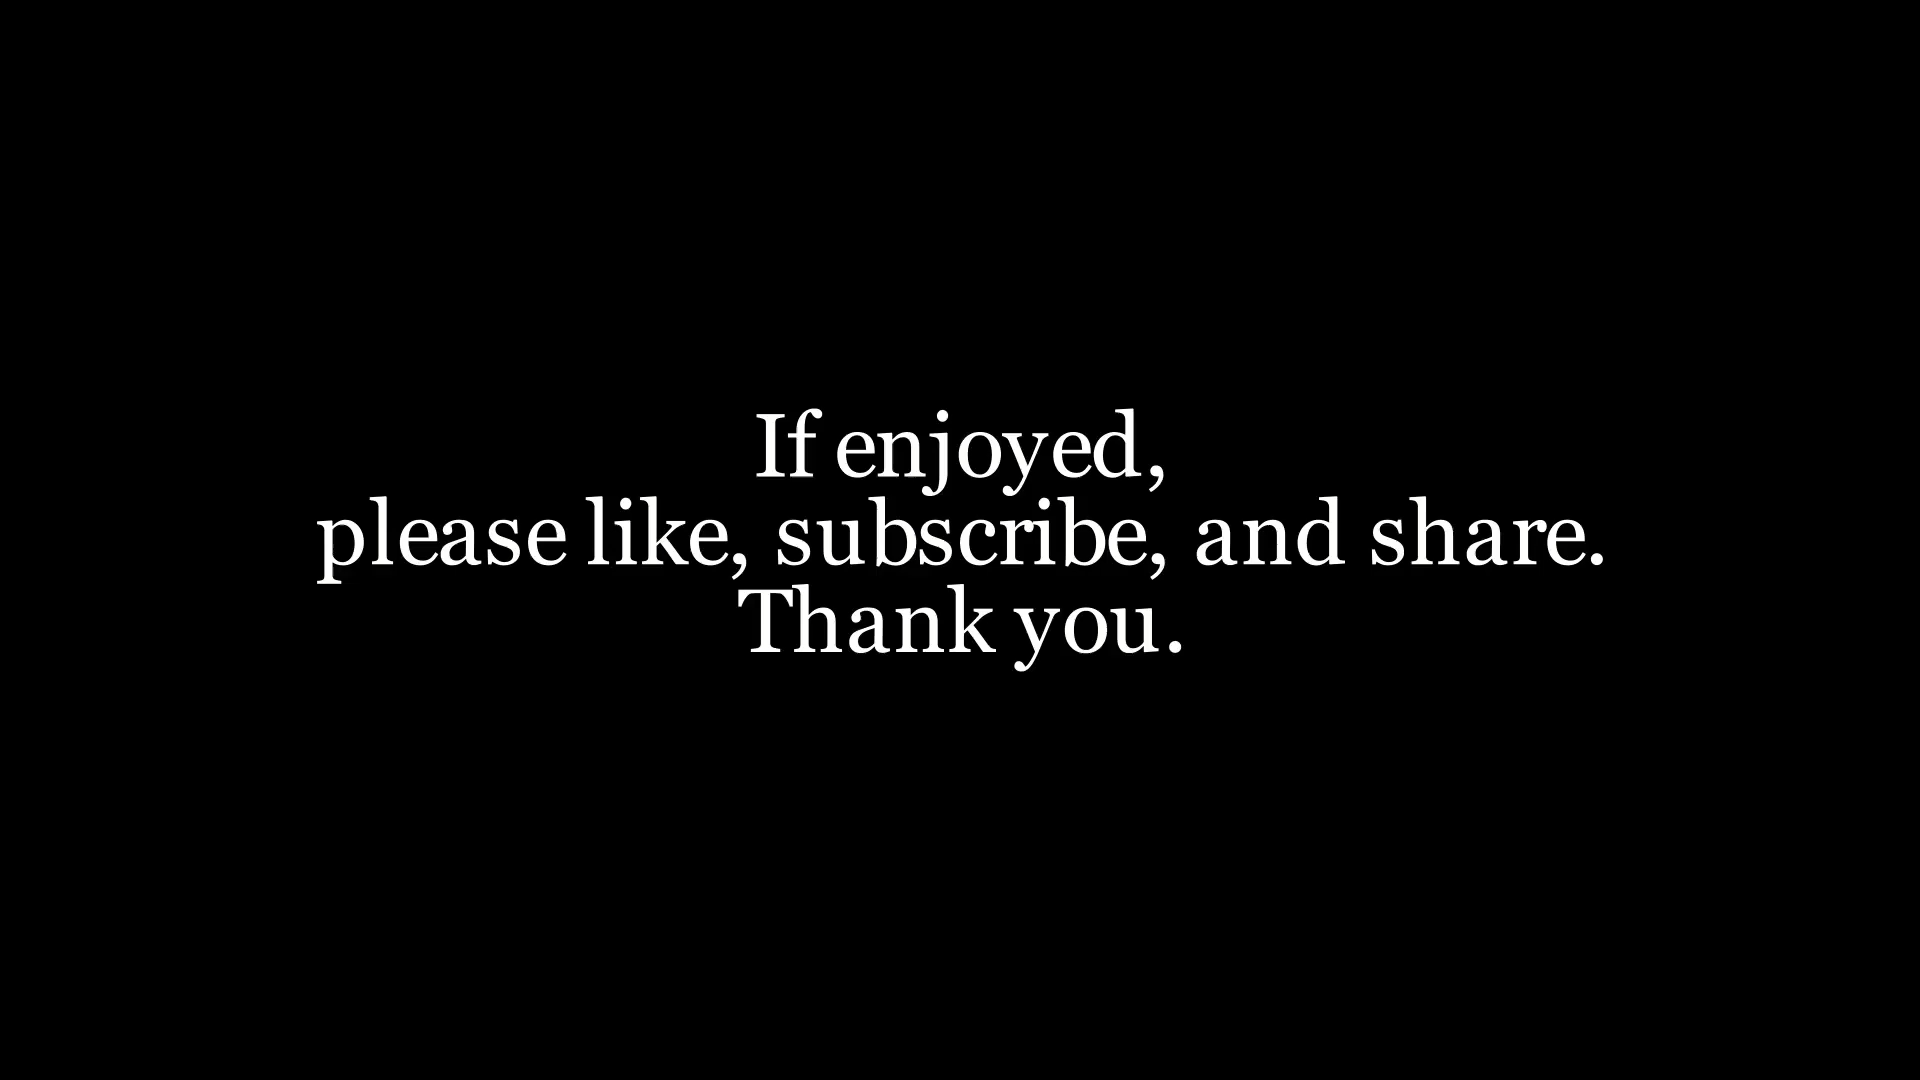 If enjoyed,
please like, subscribe, and share.
Thank you.